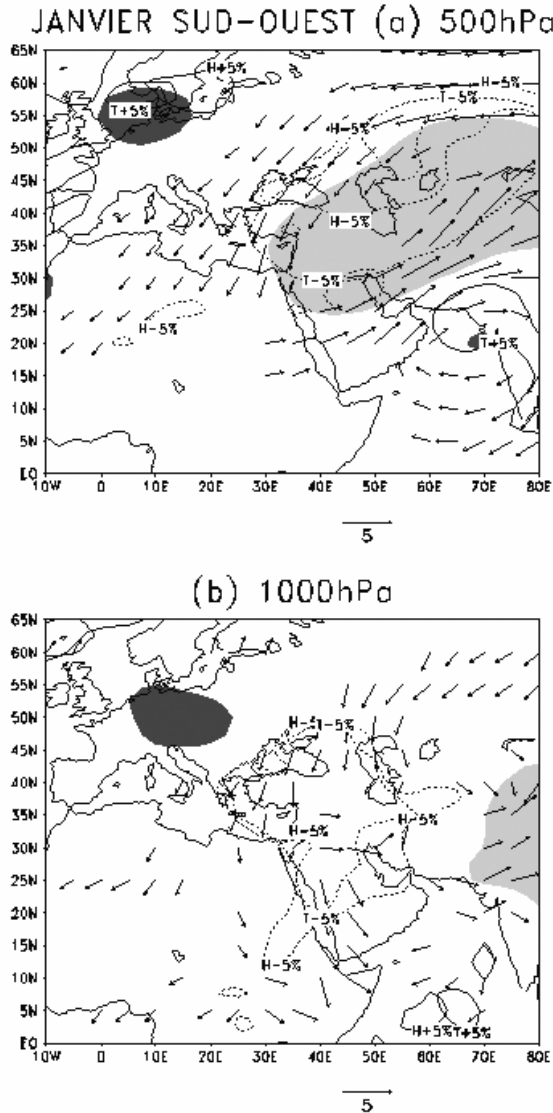 JANVIER SUD-OUEST (a) 500hPa
65N
60N
55N
50N
45N
40N
35N
30N
25N
20N
15N
10N
5N
EQ
H+5%
T+5%
H-5%
T-5%
H-5%
H-5%
T-5%
H-5%
T+5%
10W 0 10E 20E 30E 40E 50E 60E 70E 80E
5
(b) 1000hPa
65N
60N
55N
50N
45N
40N
35N
30N
25N
20N
15N
10N
5N
EQ
T-5%
H-5%
H-5%
T-5%
H-5%
H+5%
T+5%
10W 0 10E 20E 30E 40E 50E 60E 70E 80E
5